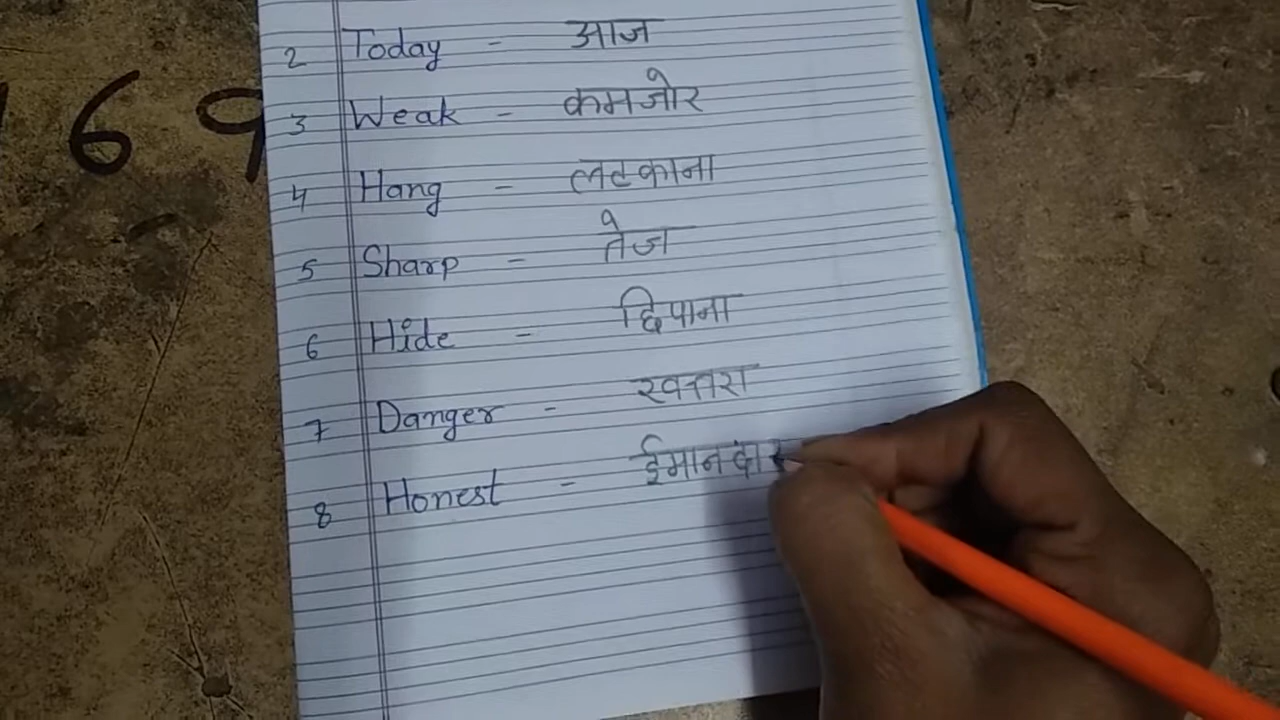 2 Today - आज
3 Weak - कमजोर
4 Hang - लटकाना
5 Sharp - तेज
6 Hide - छिपाना
7 Danger - खतरा
8 Honest - ईमानदार
69